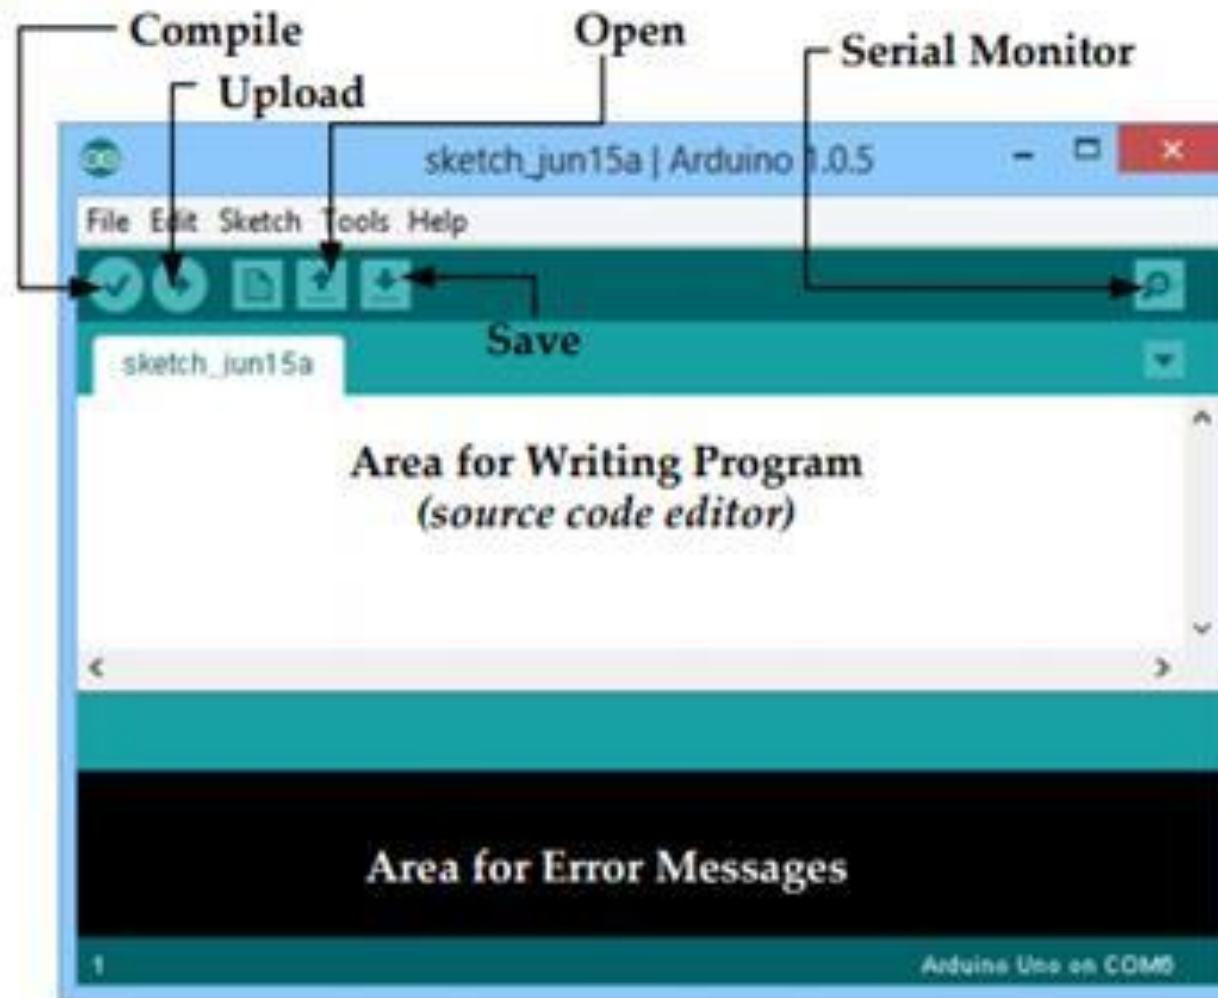 Compile
Open
Serial Monitor
Upload
sketch_jun15a | Arduino 1.0.5
File Edit Sketch Tools Help
Save
sketch_jun15a
Area for Writing Program
(source code editor)
Area for Error Messages
1
Arduino Uno on COM6